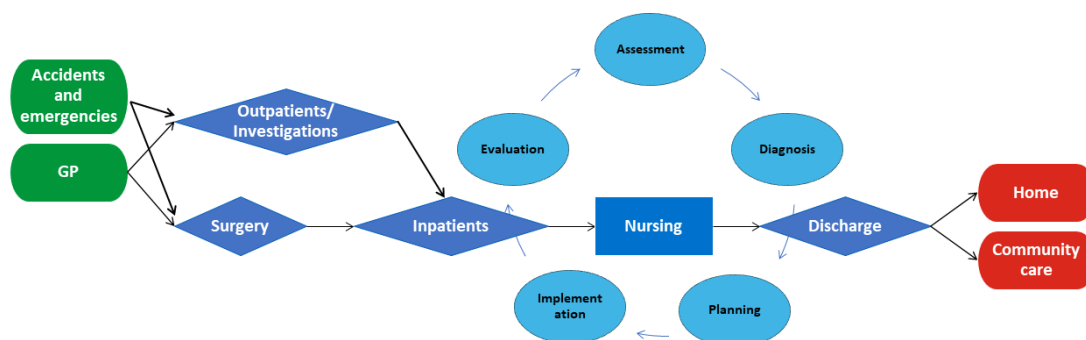 Assessment
Accidents
and
emergencies
Outpatients/
Investigations
Evaluation
Diagnosis
GP
Home
Surgery
Inpatients
Nursing
Discharge
Community
care
Implement
ation
Planning